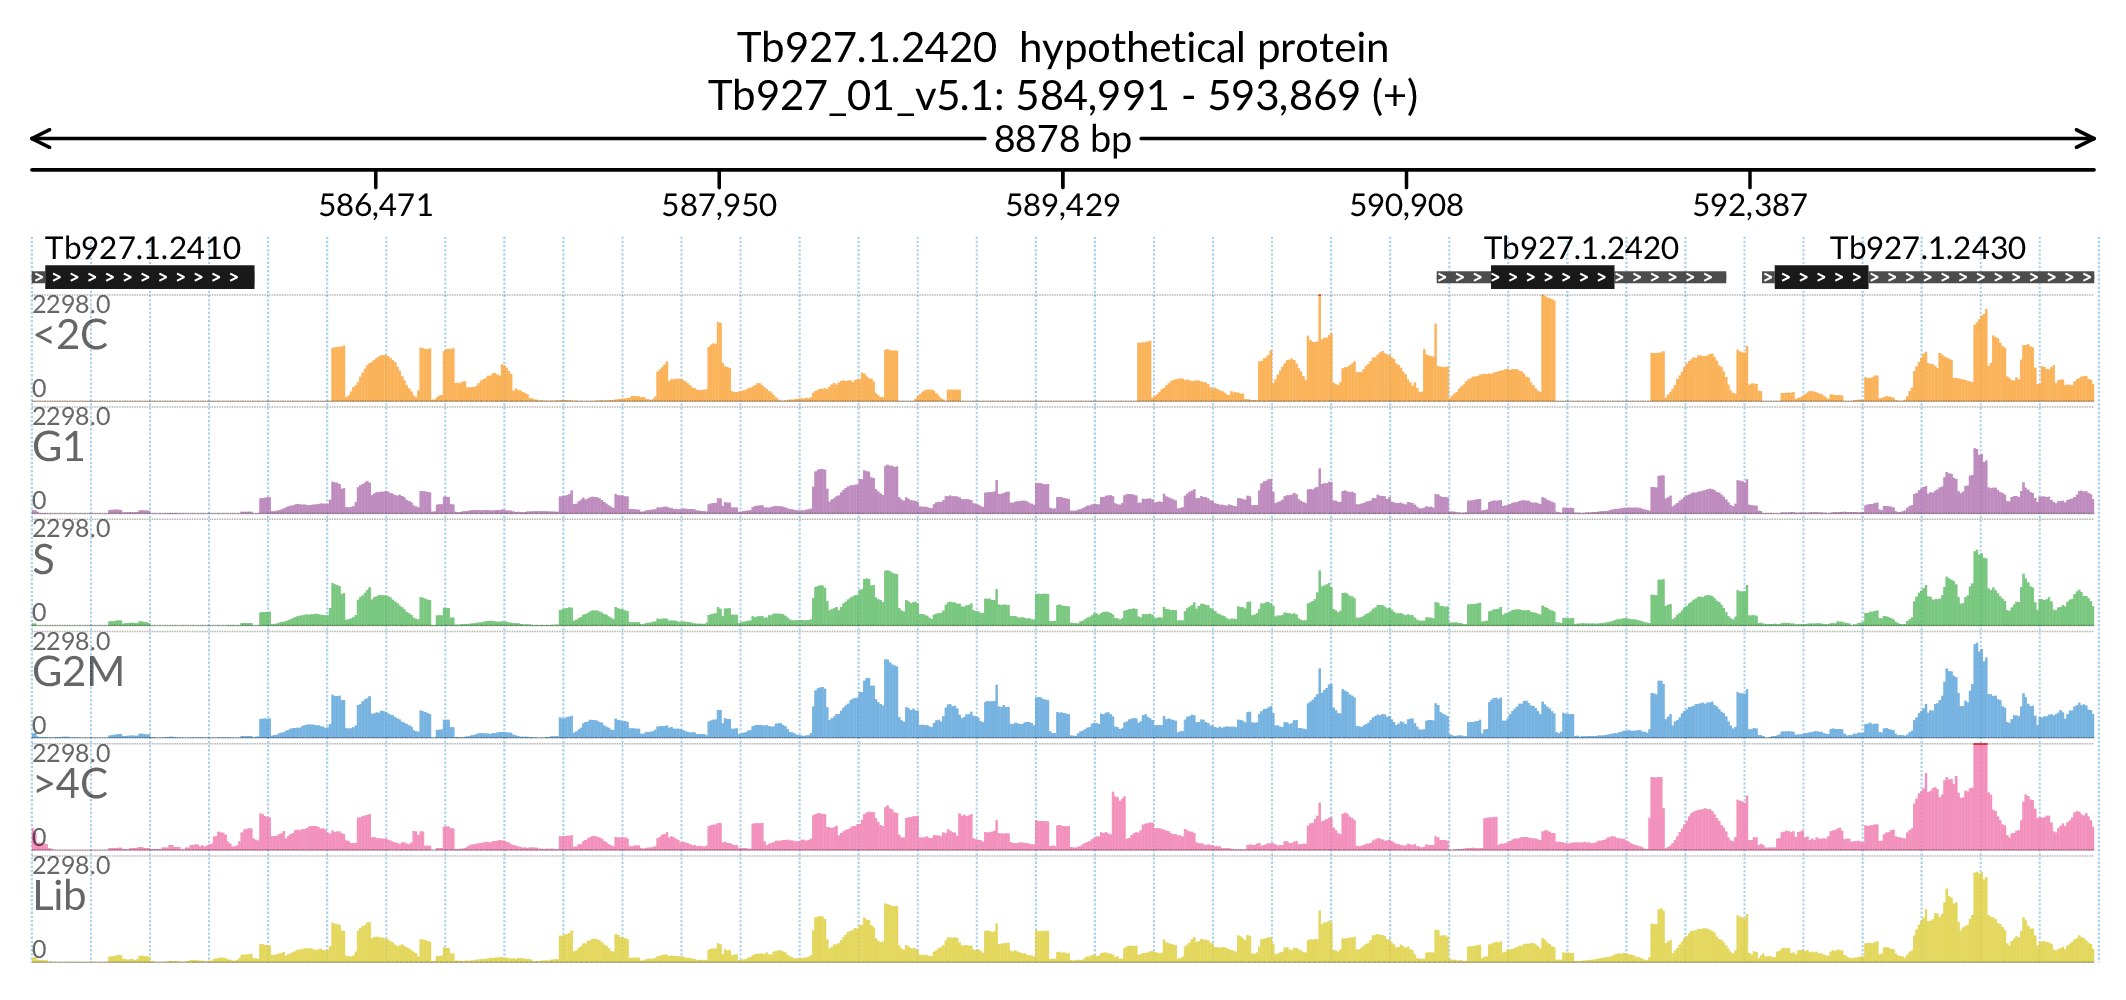 Tb927.1.2420 hypothetical protein
Tb927_01_v5.1: 584,991 - 593,869 (+)
8878 bp
586,471 587,950 589,429 590,908 592,387
Tb927.1.2410 Tb927.1.2420 Tb927.1.2430
2298.0
<2C
0
2298.0
G1
0
2298.0
S
0
2298.0
G2M
0
2298.0
>4C
0
2298.0
Lib
0